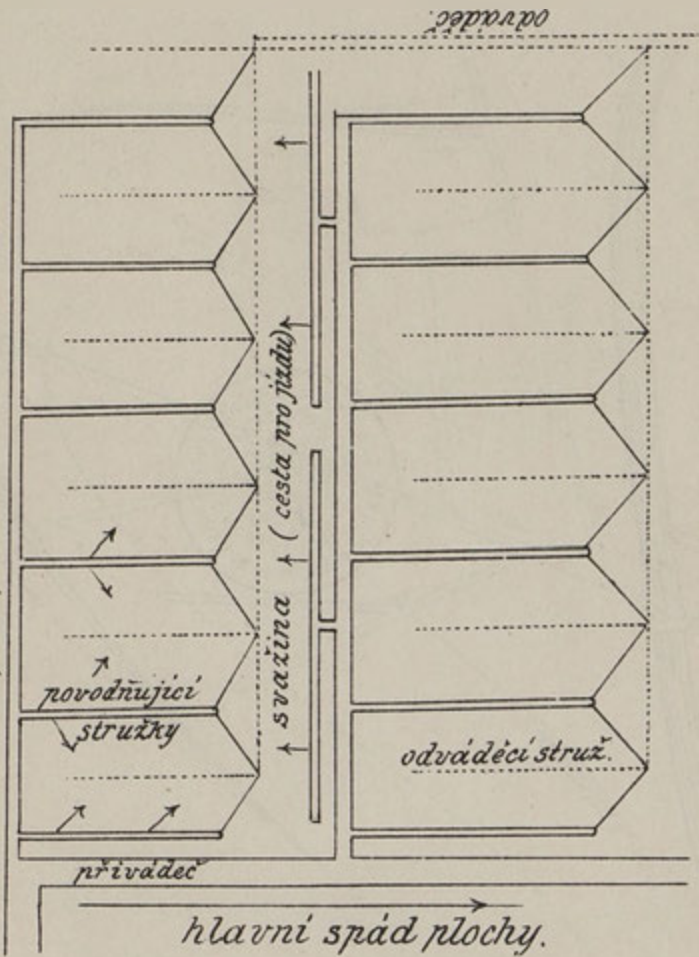 odváděč.
svažina (cesta pro jízdu)
povodňující
stružky
odváděcí struž.
přiváděč
hlavní spád plochy.